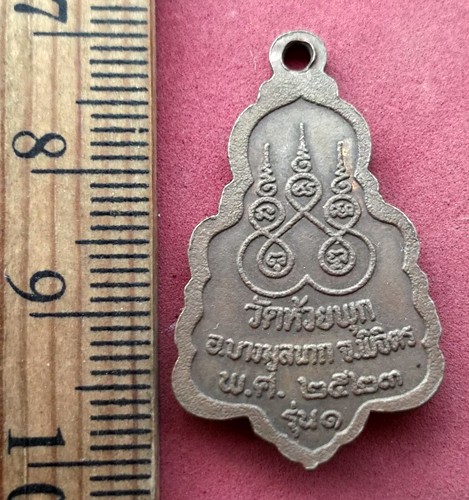 7
8
9
10
วัดห้วยพุก
อ.บางมูลนาก จ.พิจิตร
พ.ศ. ๒๕๒๓
รุ่น๑